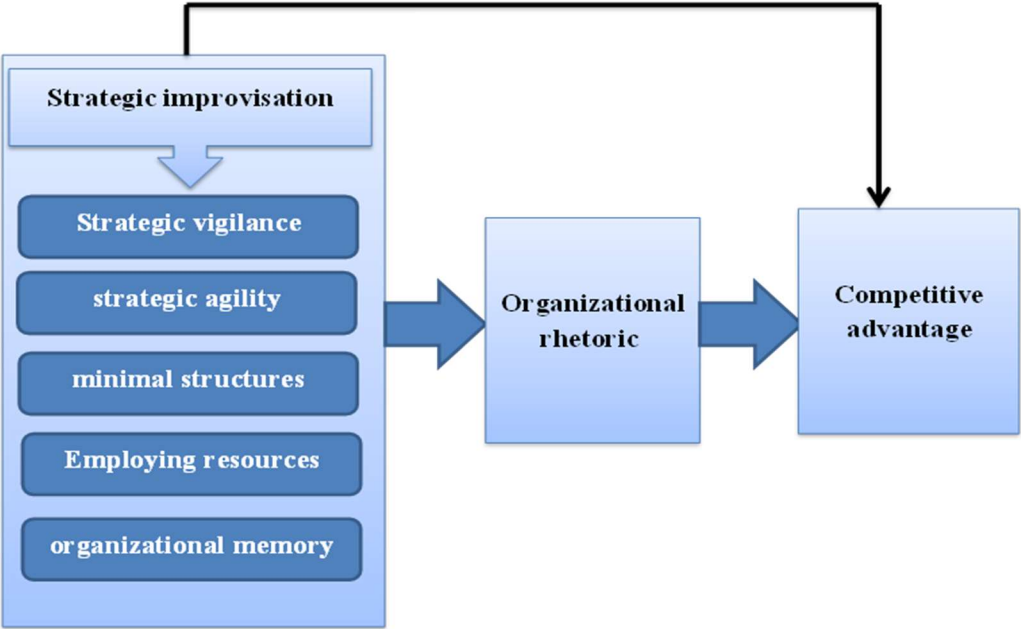 Strategic improvisation
Strategic vigilance
strategic agility
minimal structures
Employing resources
organizational memory
Organizational
rhetoric
Competitive
advantage